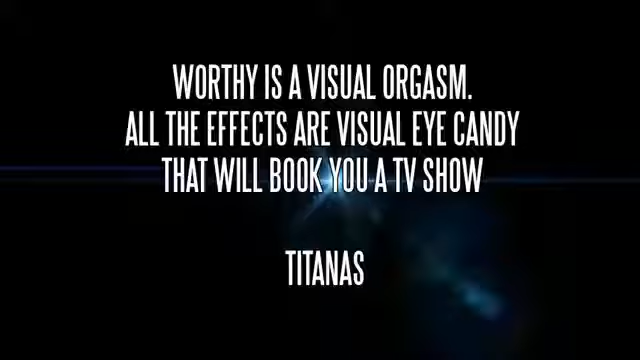 WORTHY IS A VISUAL ORGASM.
ALL THE EFFECTS ARE VISUAL EYE CANDY
THAT WILL BOOK YOU A TV SHOW
TITANAS